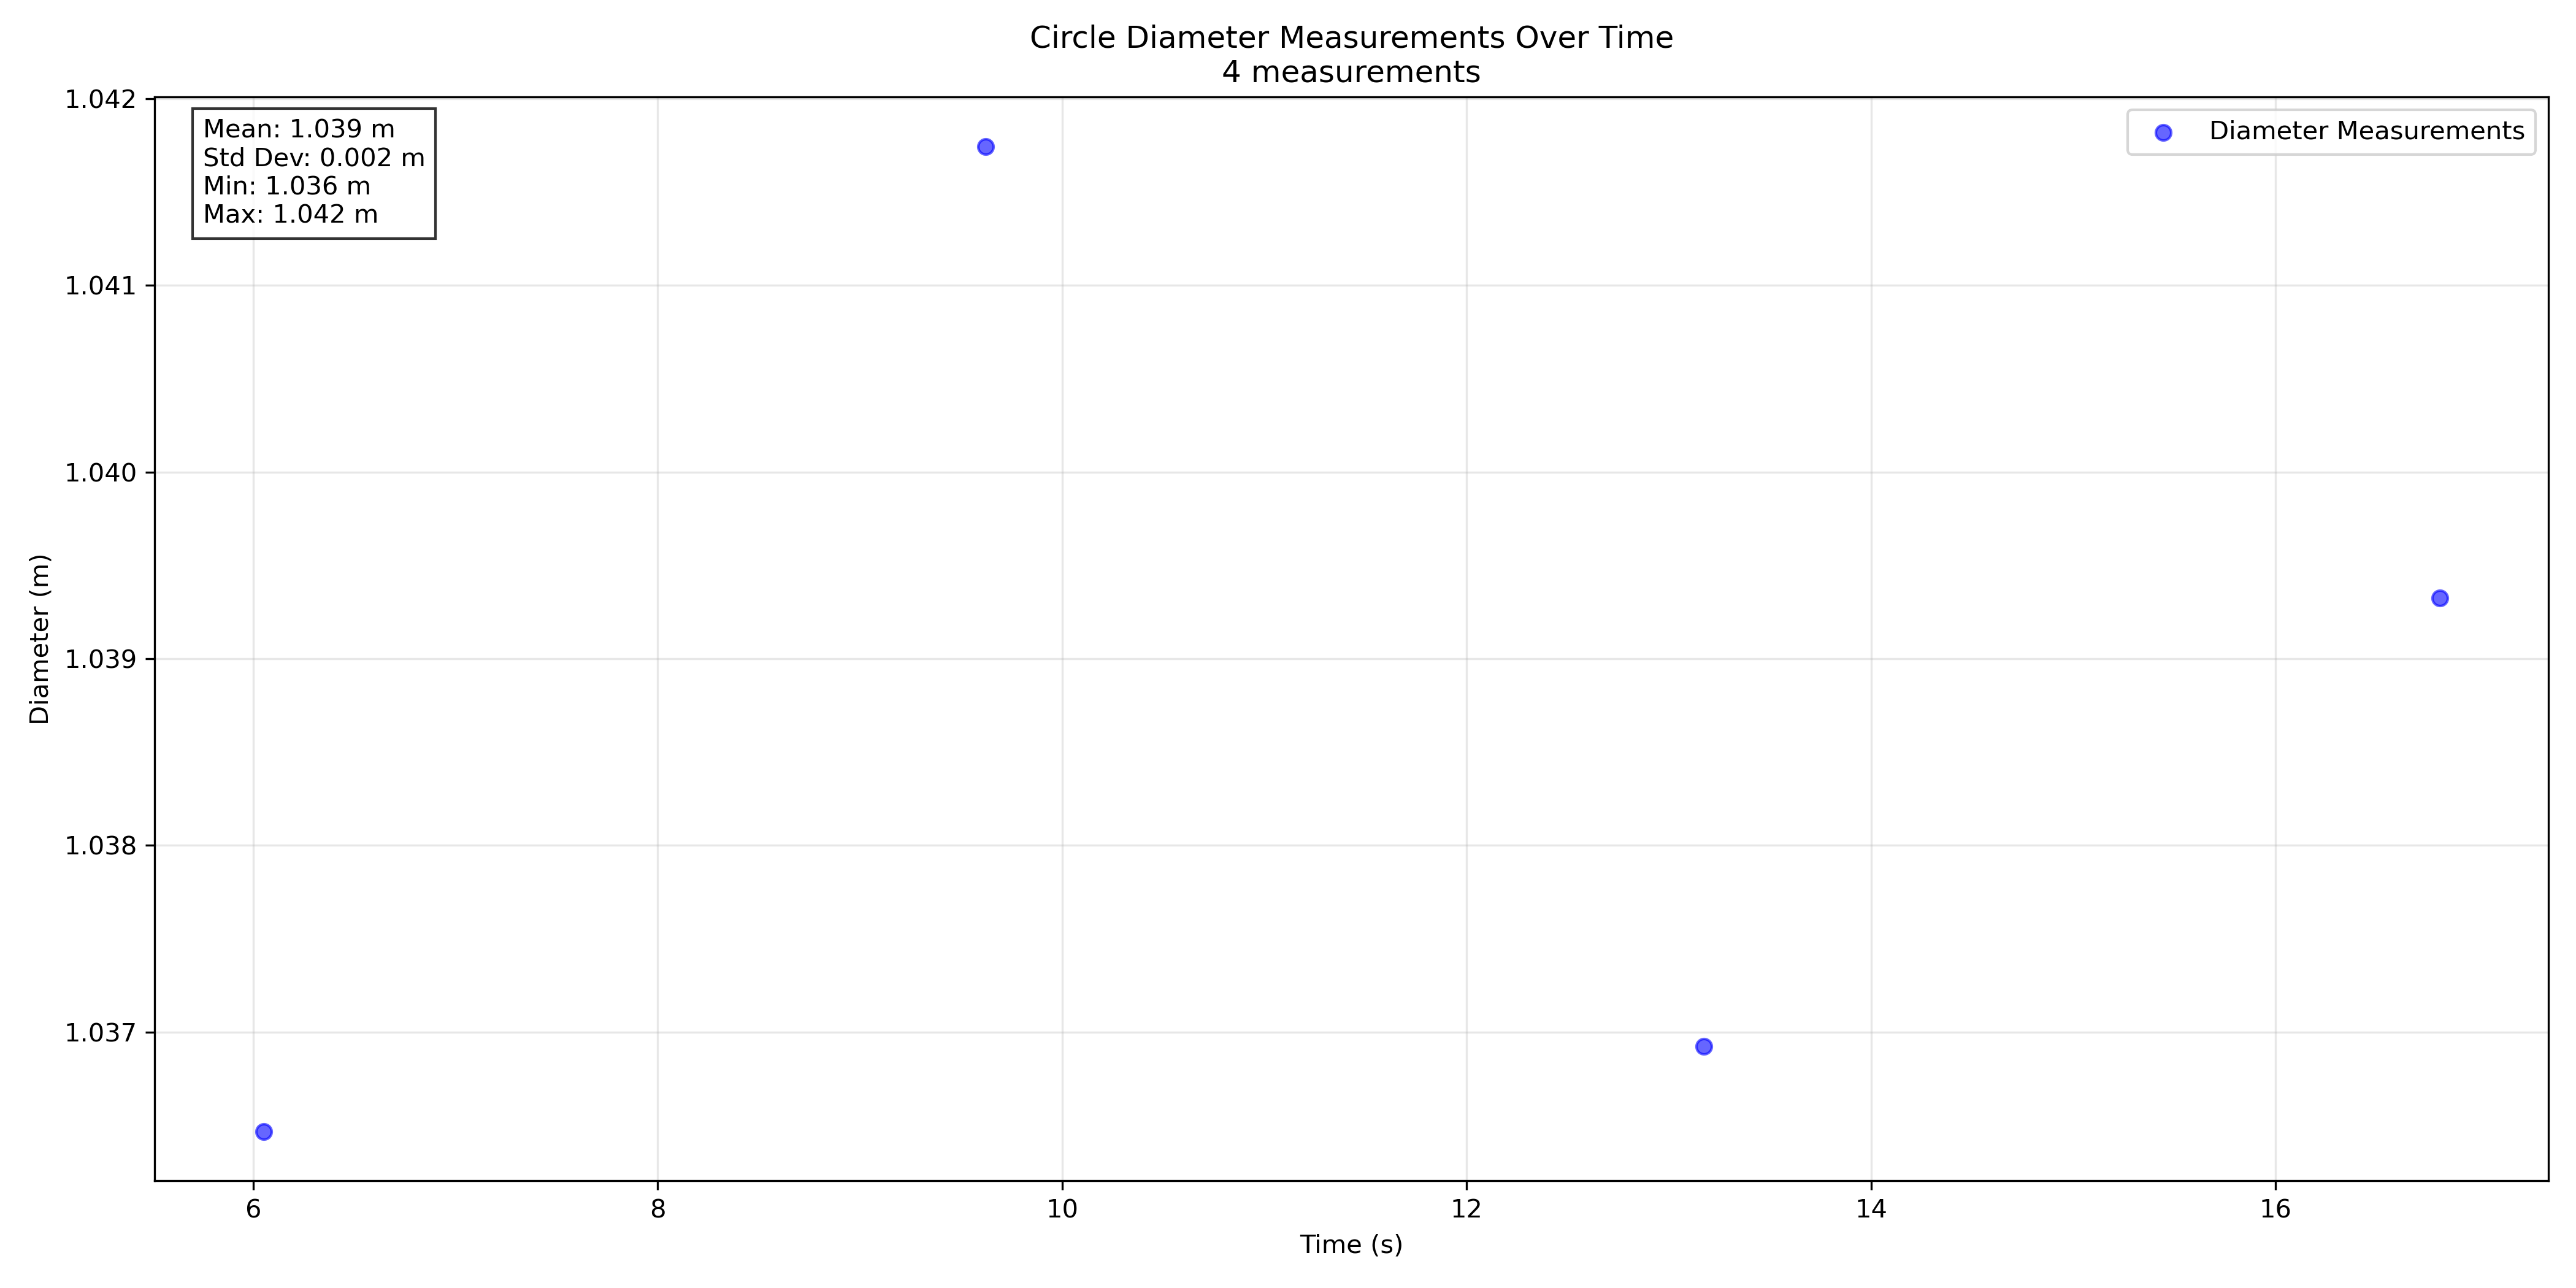 Circle Diameter Measurements Over Time
4 measurements
Mean: 1.039 m
Std Dev: 0.002 m
Min: 1.036 m
Max: 1.042 m
Diameter Measurements
1.042
1.041
1.040
1.039
1.038
1.037
Diameter (m)
6 8 10 12 14 16
Time (s)